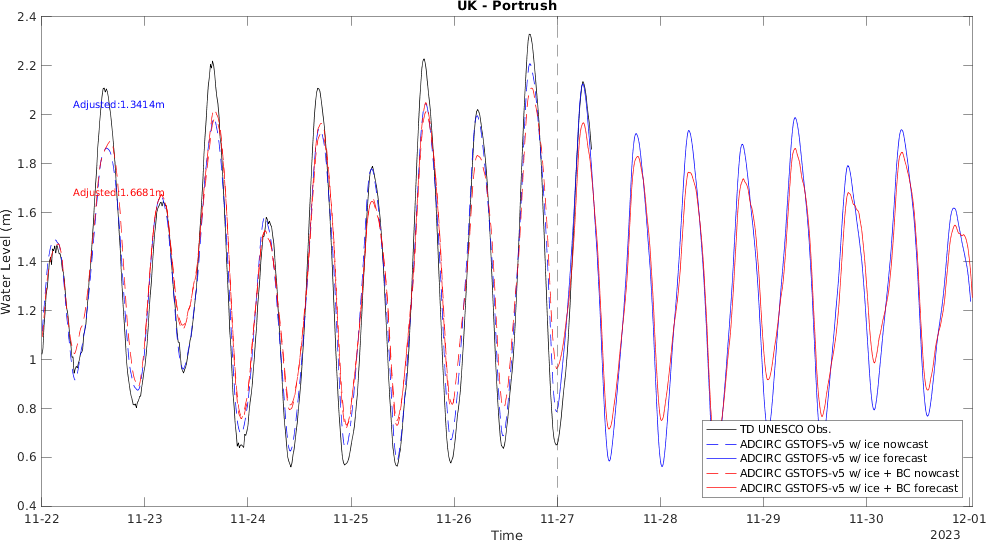 UK - Portrush
2.4
2.2
2
1.8
1.6
1.4
1.2
1
0.8
0.6
0.4
Water Level (m)
Adjusted:1.3414m
Adjusted:1.6681m
TD UNESCO Obs.
ADCIRC GSTOFS-v5 w/ ice nowcast
ADCIRC GSTOFS-v5 w/ ice forecast
ADCIRC GSTOFS-v5 w/ ice + BC nowcast
ADCIRC GSTOFS-v5 w/ ice + BC forecast
11-22 11-23 11-24 11-25 11-26 11-27 11-28 11-29 11-30 12-01
Time
2023